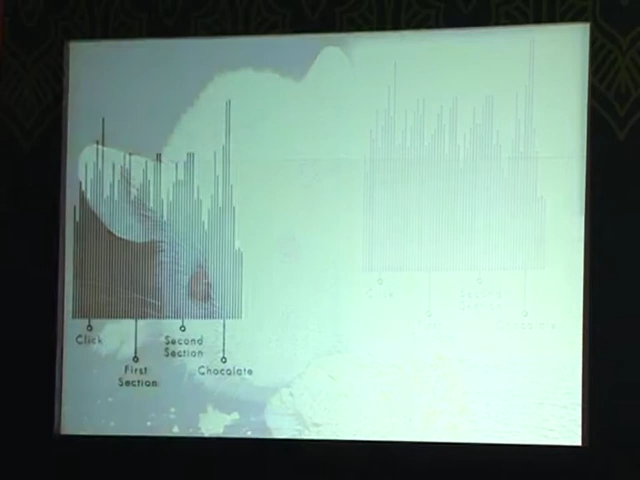 Click
First
Section
Second
Section
Chocolate